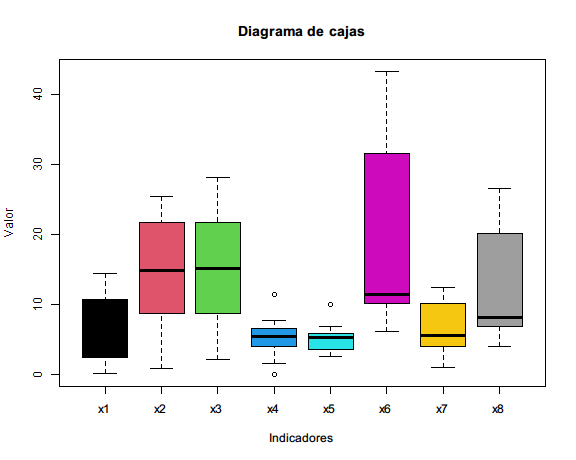 Diagrama de cajas
Valor
40
30
20
10
0
x1 x2 x3 x4 x5 x6 x7 x8
Indicadores